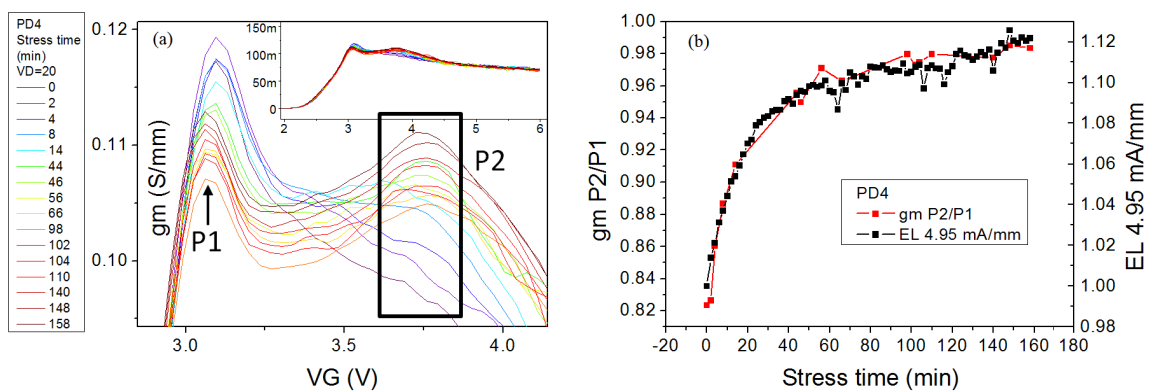 PD4
Stress time
(min)
VD=20
0
2
4
8
14
44
46
56
66
98
102
104
110
140
148
158
(a)
gm (S/mm)
0.12
0.11
0.10
3.0
3.5
4.0
VG (V)
P1
P2
150m
100m
50m
0
2
3
4
5
6
(b)
gm P2/P1
1.00
0.98
0.96
0.94
0.92
0.90
0.88
0.86
0.84
0.82
-20 0 20 40 60 80 100 120 140 160 180
Stress time (min)
PD4
gm P2/P1
EL 4.95 mA/mm
1.12
1.10
1.08
1.06
1.04
1.02
1.00
0.98
EL 4.95 mA/mm